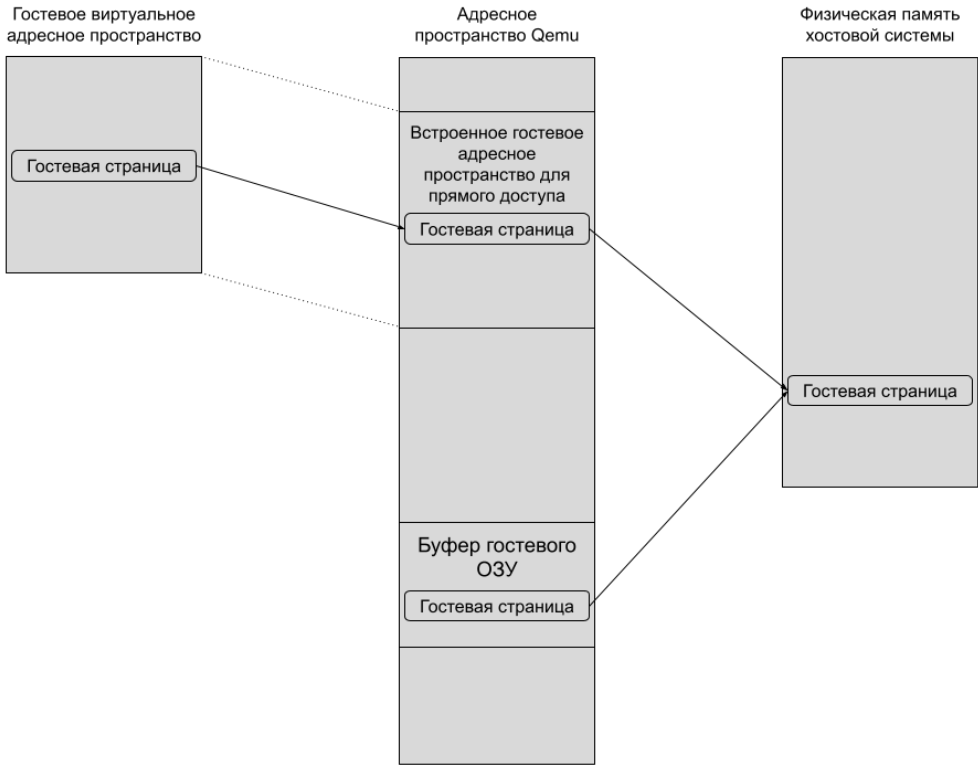 Гостевое виртуальное
адресное пространство
Адресное
пространство Qemu
Физическая память
хостовой системы
Встроенное гостевое
адресное
пространство для
прямого доступа
Гостевая страница
Гостевая страница
Гостевая страница
Буфер гостевого
ОЗУ
Гостевая страница